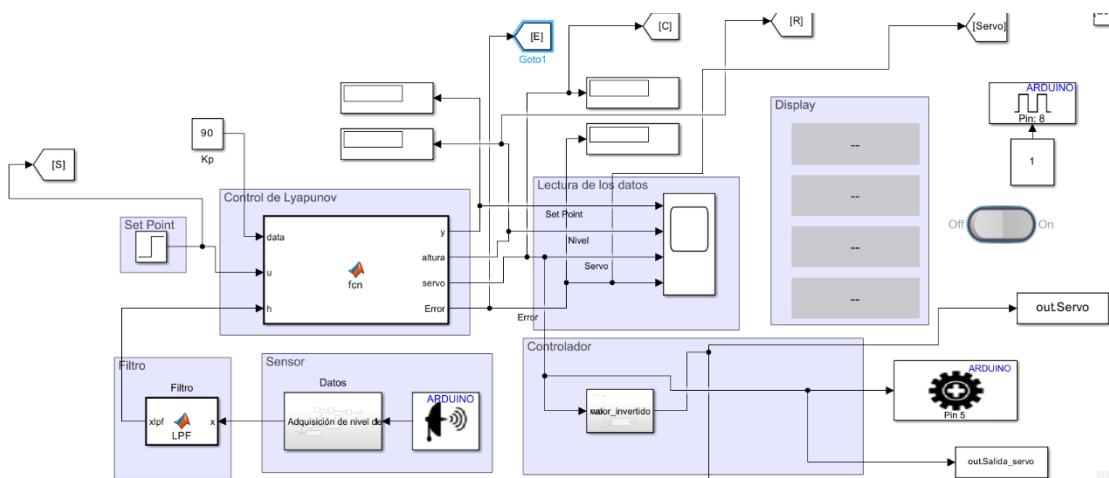 [E]
Goto1
[C]
[R]
[Servo]
ARDUINO
Pin: 8
1
Off
On
Display
--
--
--
--
90
Kp
[S]
Set Point
Control de Lyapunov
data
u
h
fcn
y
altura
servo
Error
Lectura de los datos
Set Point
Nivel
Servo
Error
out.Servo
Filtro
Filtro
xlpf
x
LPF
Sensor
Datos
Adquisición de nivel de
ARDUINO
Controlador
valor_invertido
ARDUINO
Pin 5
out.Salida_servo